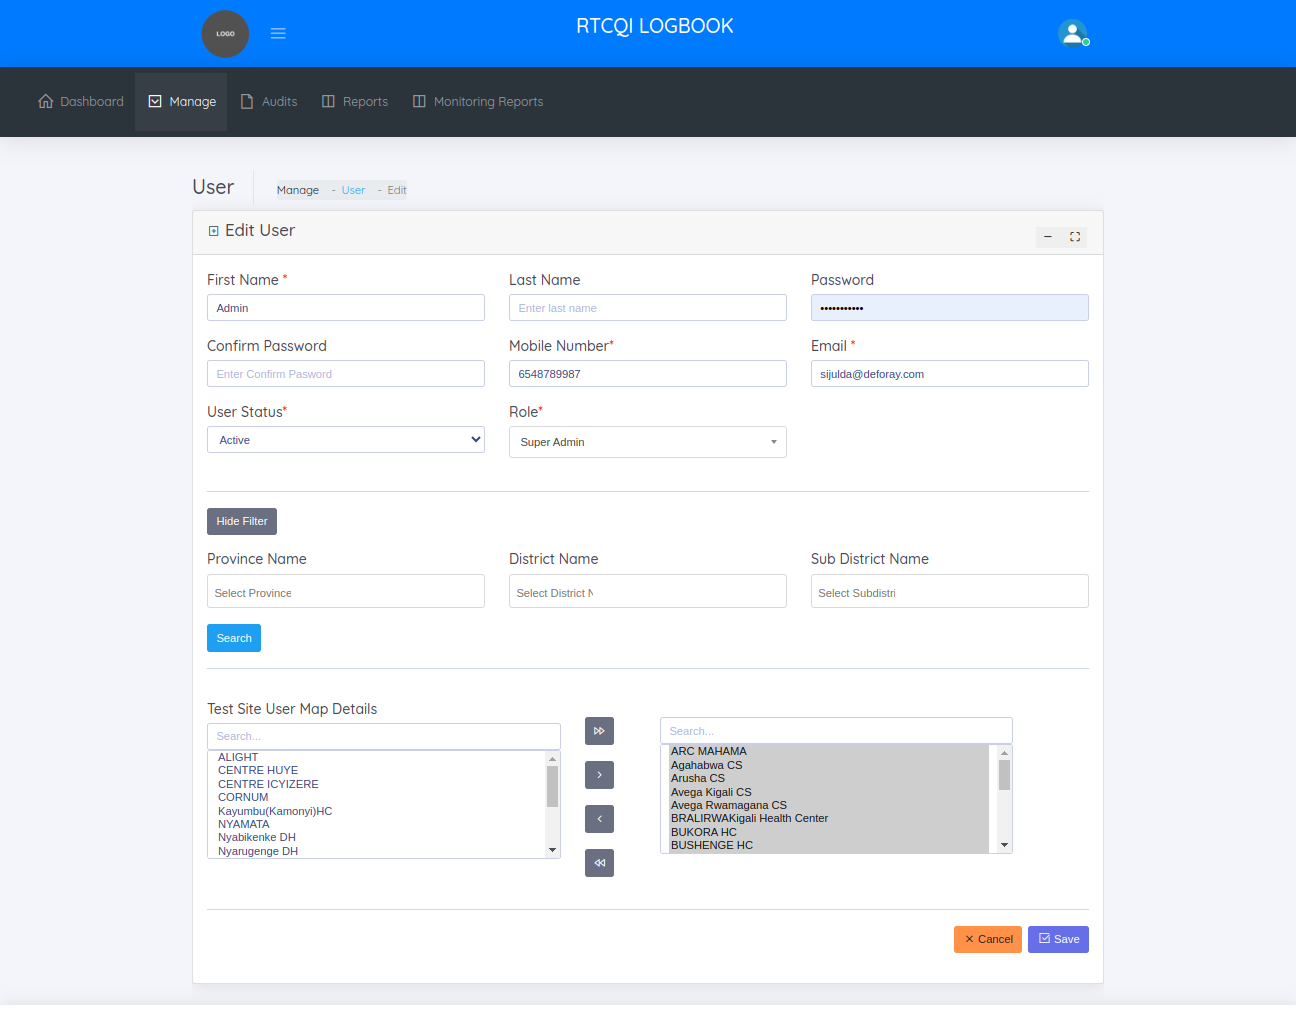 LOGO
RTCQI LOGBOOK
Dashboard Manage Audits Reports Monitoring Reports
User Manage - User - Edit
Edit User
First Name * Last Name Password
Admin Enter last name •••••••••••
Confirm Password Mobile Number* Email *
Enter Confirm Pasword 6548789987 sijulda@deforay.com
User Status* Role*
Active Super Admin
Hide Filter
Province Name District Name Sub District Name
Select Province Select District N Select Subdistri
Search
Test Site User Map Details
Search... Search...
ALIGHT ARC MAHAMA
CENTRE HUYE Agahabwa CS
CENTRE ICYIZERE Arusha CS
CORNUM Avega Kigali CS
Kayumbu(Kamonyi)HC Avega Rwamagana CS
NYAMATA BRALIRWAKigali Health Center
Nyabikenke DH BUKORA HC
Nyarugenge DH BUSHENGE HC
Cancel Save